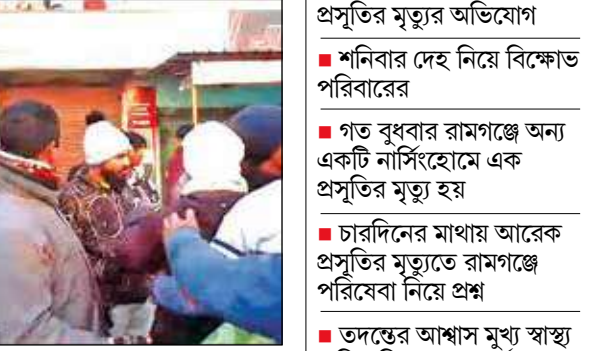 প্রসূতির মৃত্যুর অভিযোগ
■ শনিবার দেহ নিয়ে বিক্ষোভ
পরিবারের
■ গত বুধবার রামগঞ্জে অন্য
একটি নার্সিংহোমে এক
প্রসূতির মৃত্যু হয়
■ চারদিনের মাথায় আরেক
প্রসূতির মৃত্যুতে রামগঞ্জে
পরিষেবা নিয়ে প্রশ্ন
■ তদন্তের আশ্বাস মুখ্য স্বাস্থ্য